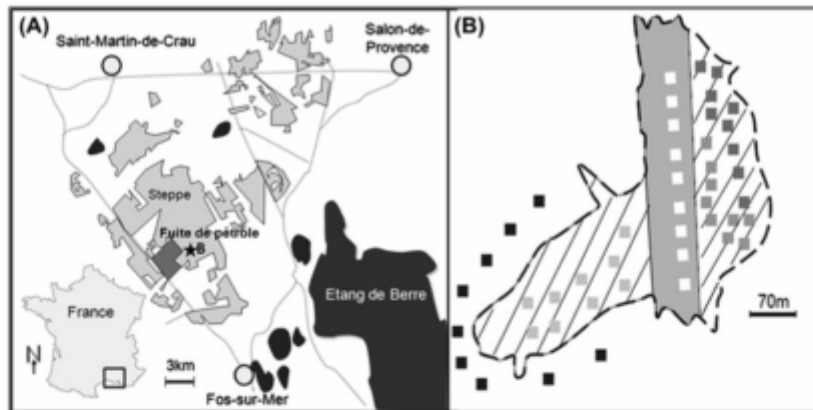 (A)
Saint-Martin-de-Crau
Salon-de-
Provence
Steppe
Fuite de pétrole
B
Etang de Berre
France
N
3km
Fos-sur-Mer
(B)
70m